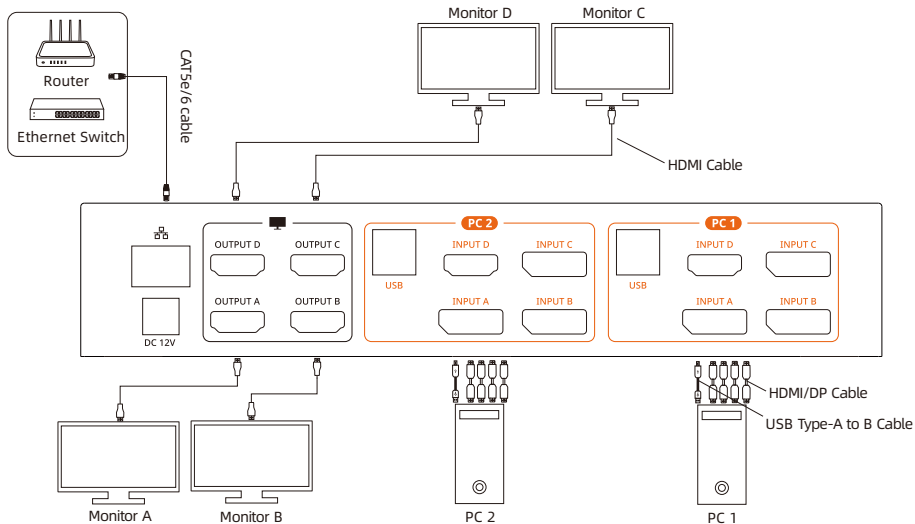 Monitor D
Monitor C
Router
Ethernet Switch
CAT5e/6 cable
HDMI Cable
OUTPUT D
OUTPUT C
OUTPUT A
OUTPUT B
DC 12V
PC 2
USB
INPUT D
INPUT C
INPUT A
INPUT B
PC 1
USB
INPUT D
INPUT C
INPUT A
INPUT B
HDMI/DP Cable
USB Type-A to B Cable
Monitor A
Monitor B
PC 2
PC 1